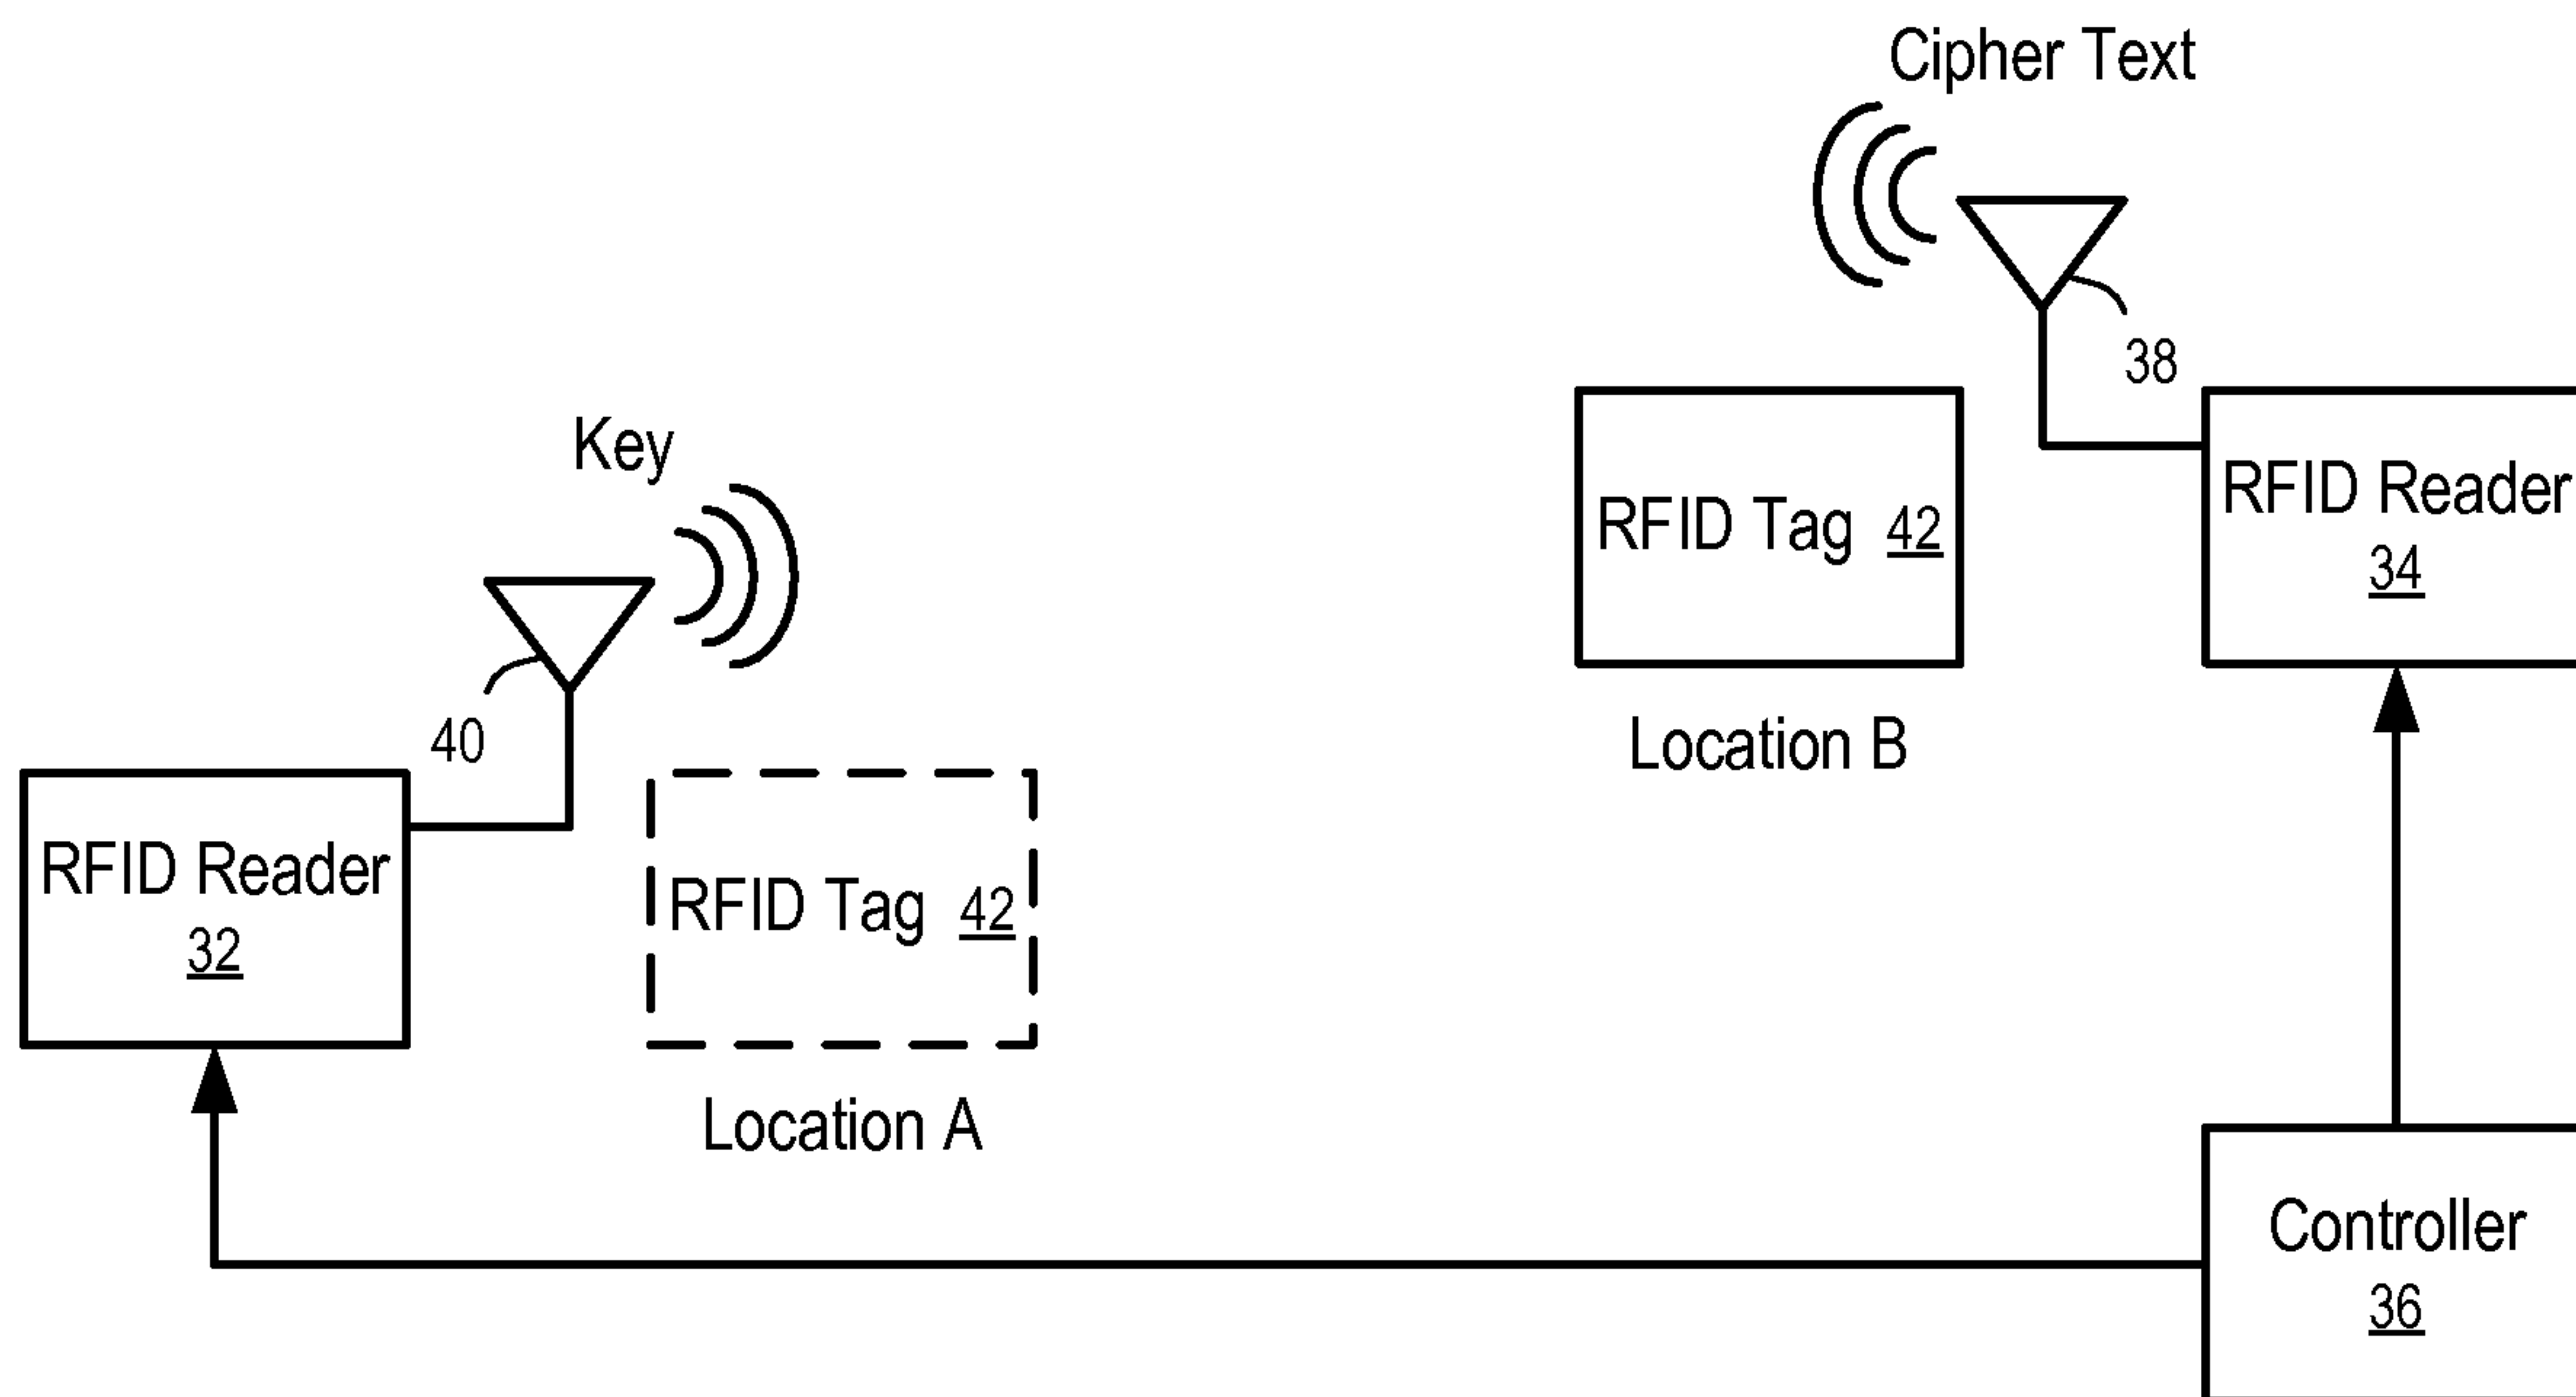 Cipher Text
38
Key
RFID Tag 42
RFID Reader
34
40
Location B
RFID Reader
32
RFID Tag 42
Location A
Controller
36